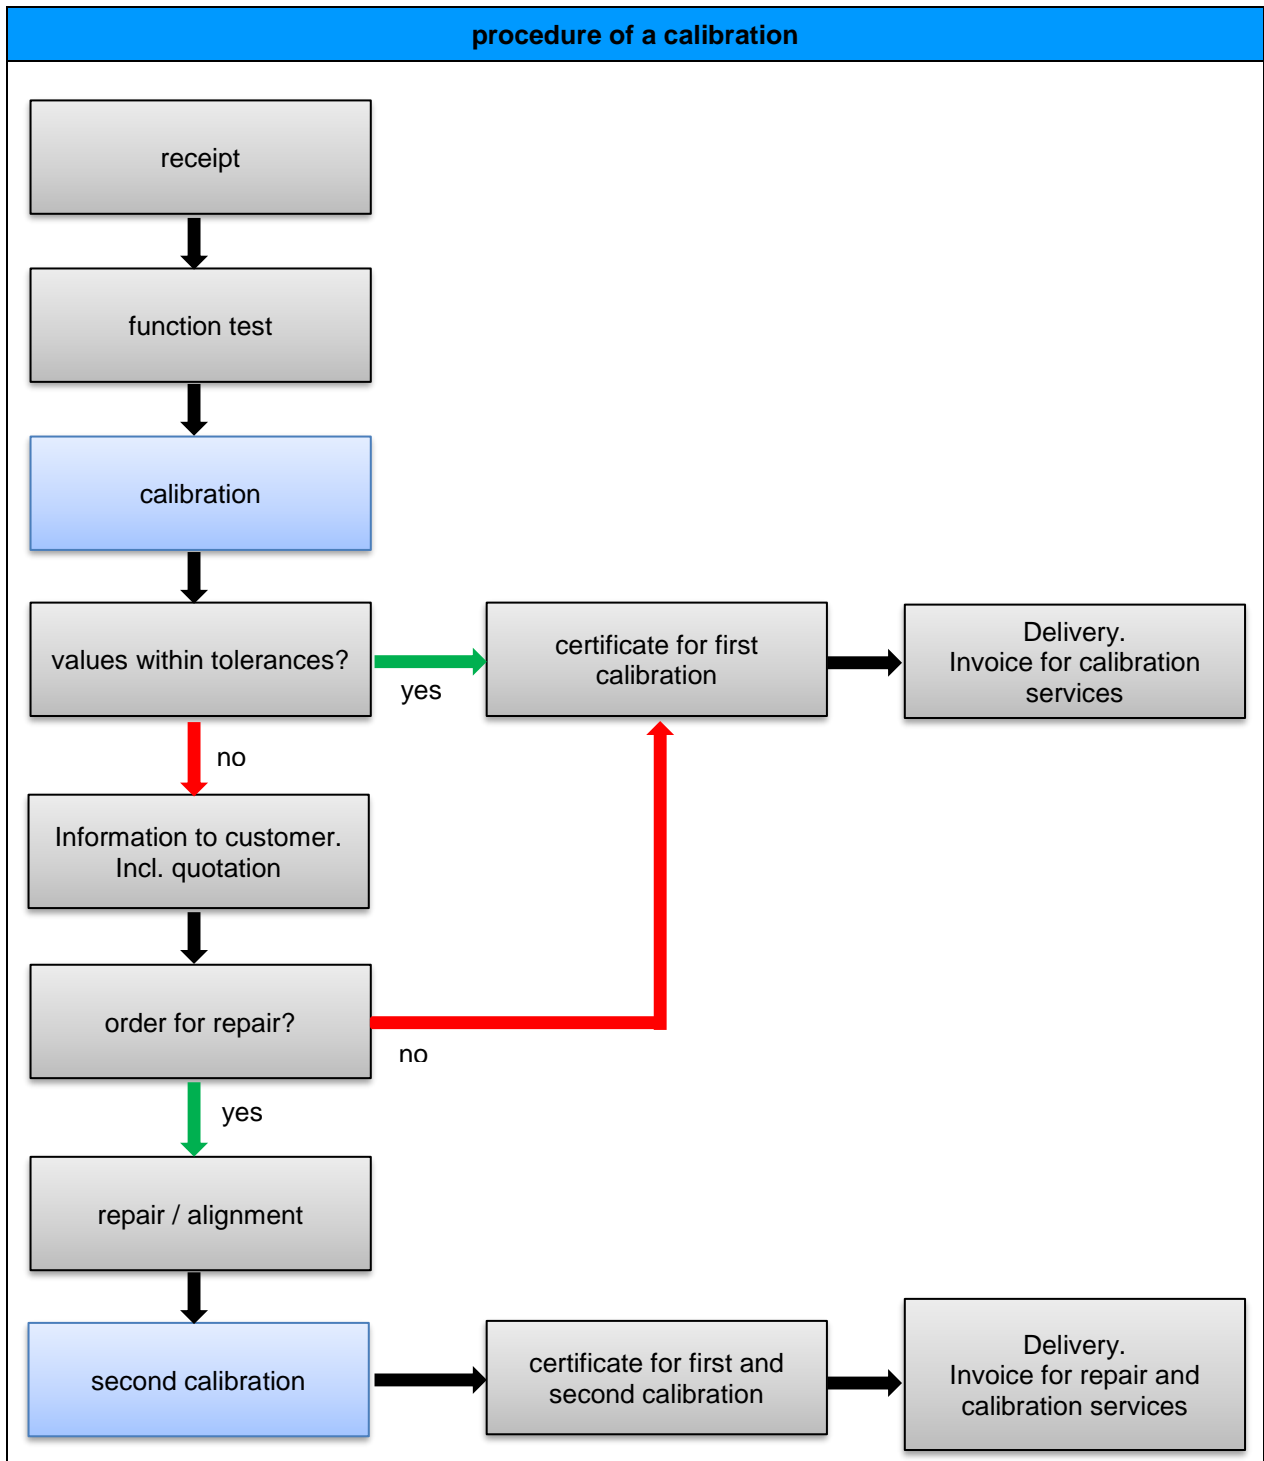 procedure of a calibration
receipt
function test
calibration
values within tolerances?
yes
certificate for first
calibration
Delivery.
Invoice for calibration
services
no
Information to customer.
Incl. quotation
order for repair?
no
yes
repair / alignment
second calibration
certificate for first and
second calibration
Delivery.
Invoice for repair and
calibration services